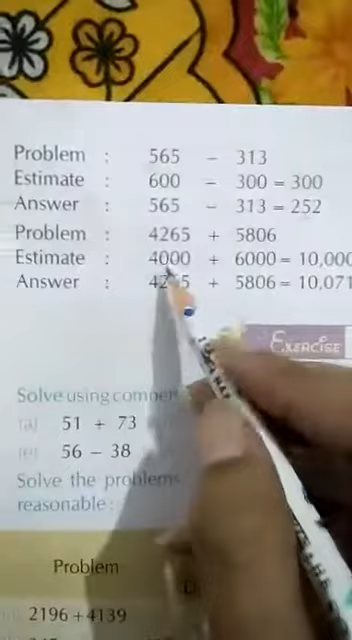 Problem : 565 - 313
Estimate : 600 - 300 = 300
Answer : 565 - 313 = 252
Problem : 4265 + 5806
Estimate : 4000 + 6000 = 10,000
Answer : 4265 + 5806 = 10,071
EXERCISE
Solve using
(a) 51 + 73
(e) 56 - 38
Solve the problems
reasonable :
Problem
2196 + 4139